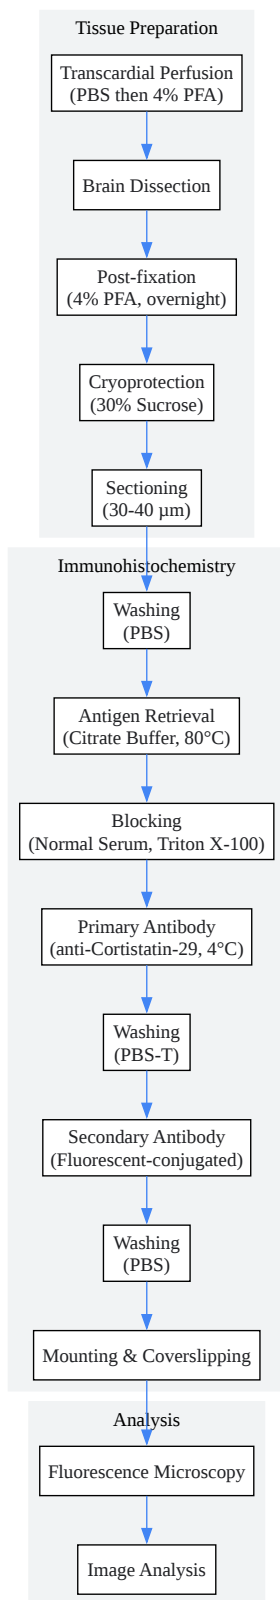 Tissue Preparation
Transcardial Perfusion
(PBS then 4% PFA)
Brain Dissection
Post-fixation
(4% PFA, overnight)
Cryoprotection
(30% Sucrose)
Sectioning
(30-40 µm)
Immunohistochemistry
Washing
(PBS)
Antigen Retrieval
(Citrate Buffer, 80°C)
Blocking
(Normal Serum, Triton X-100)
Primary Antibody
(anti-Cortistatin-29, 4°C)
Washing
(PBS-T)
Secondary Antibody
(Fluorescent-conjugated)
Washing
(PBS)
Mounting & Coverslipping
Analysis
Fluorescence Microscopy
Image Analysis